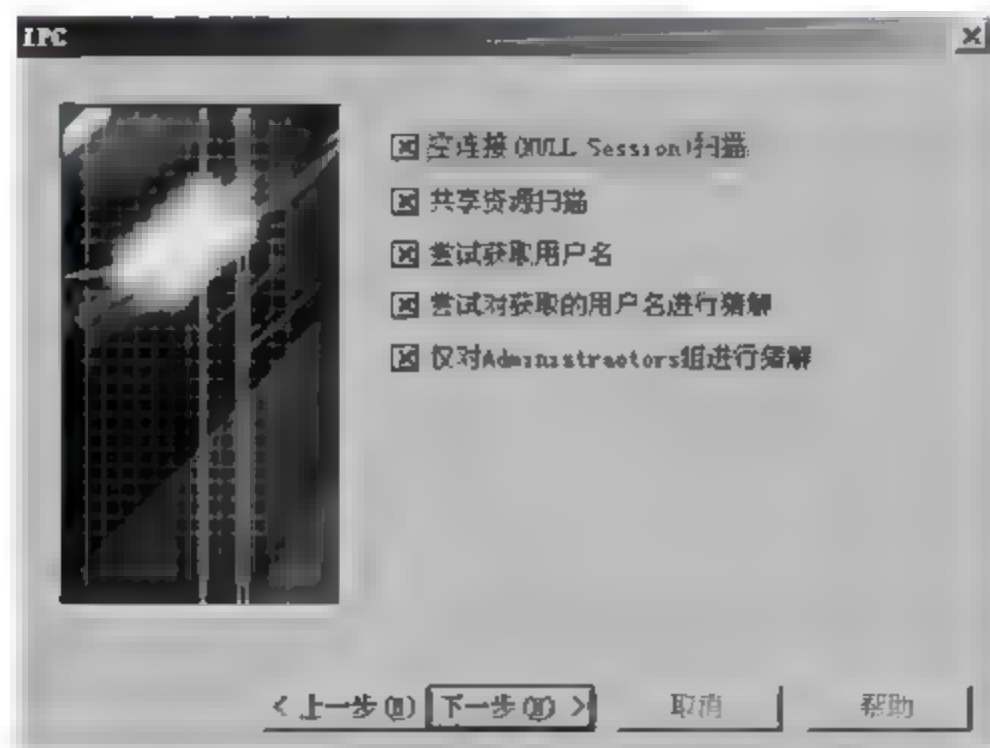 IPC
空连接(NULL Session)扫描
共享资源扫描
尝试获取用户名
尝试对获取的用户名进行猜解
仅对Administraotors组进行猜解
< 上一步(B) 下一步(N) > 取消 帮助